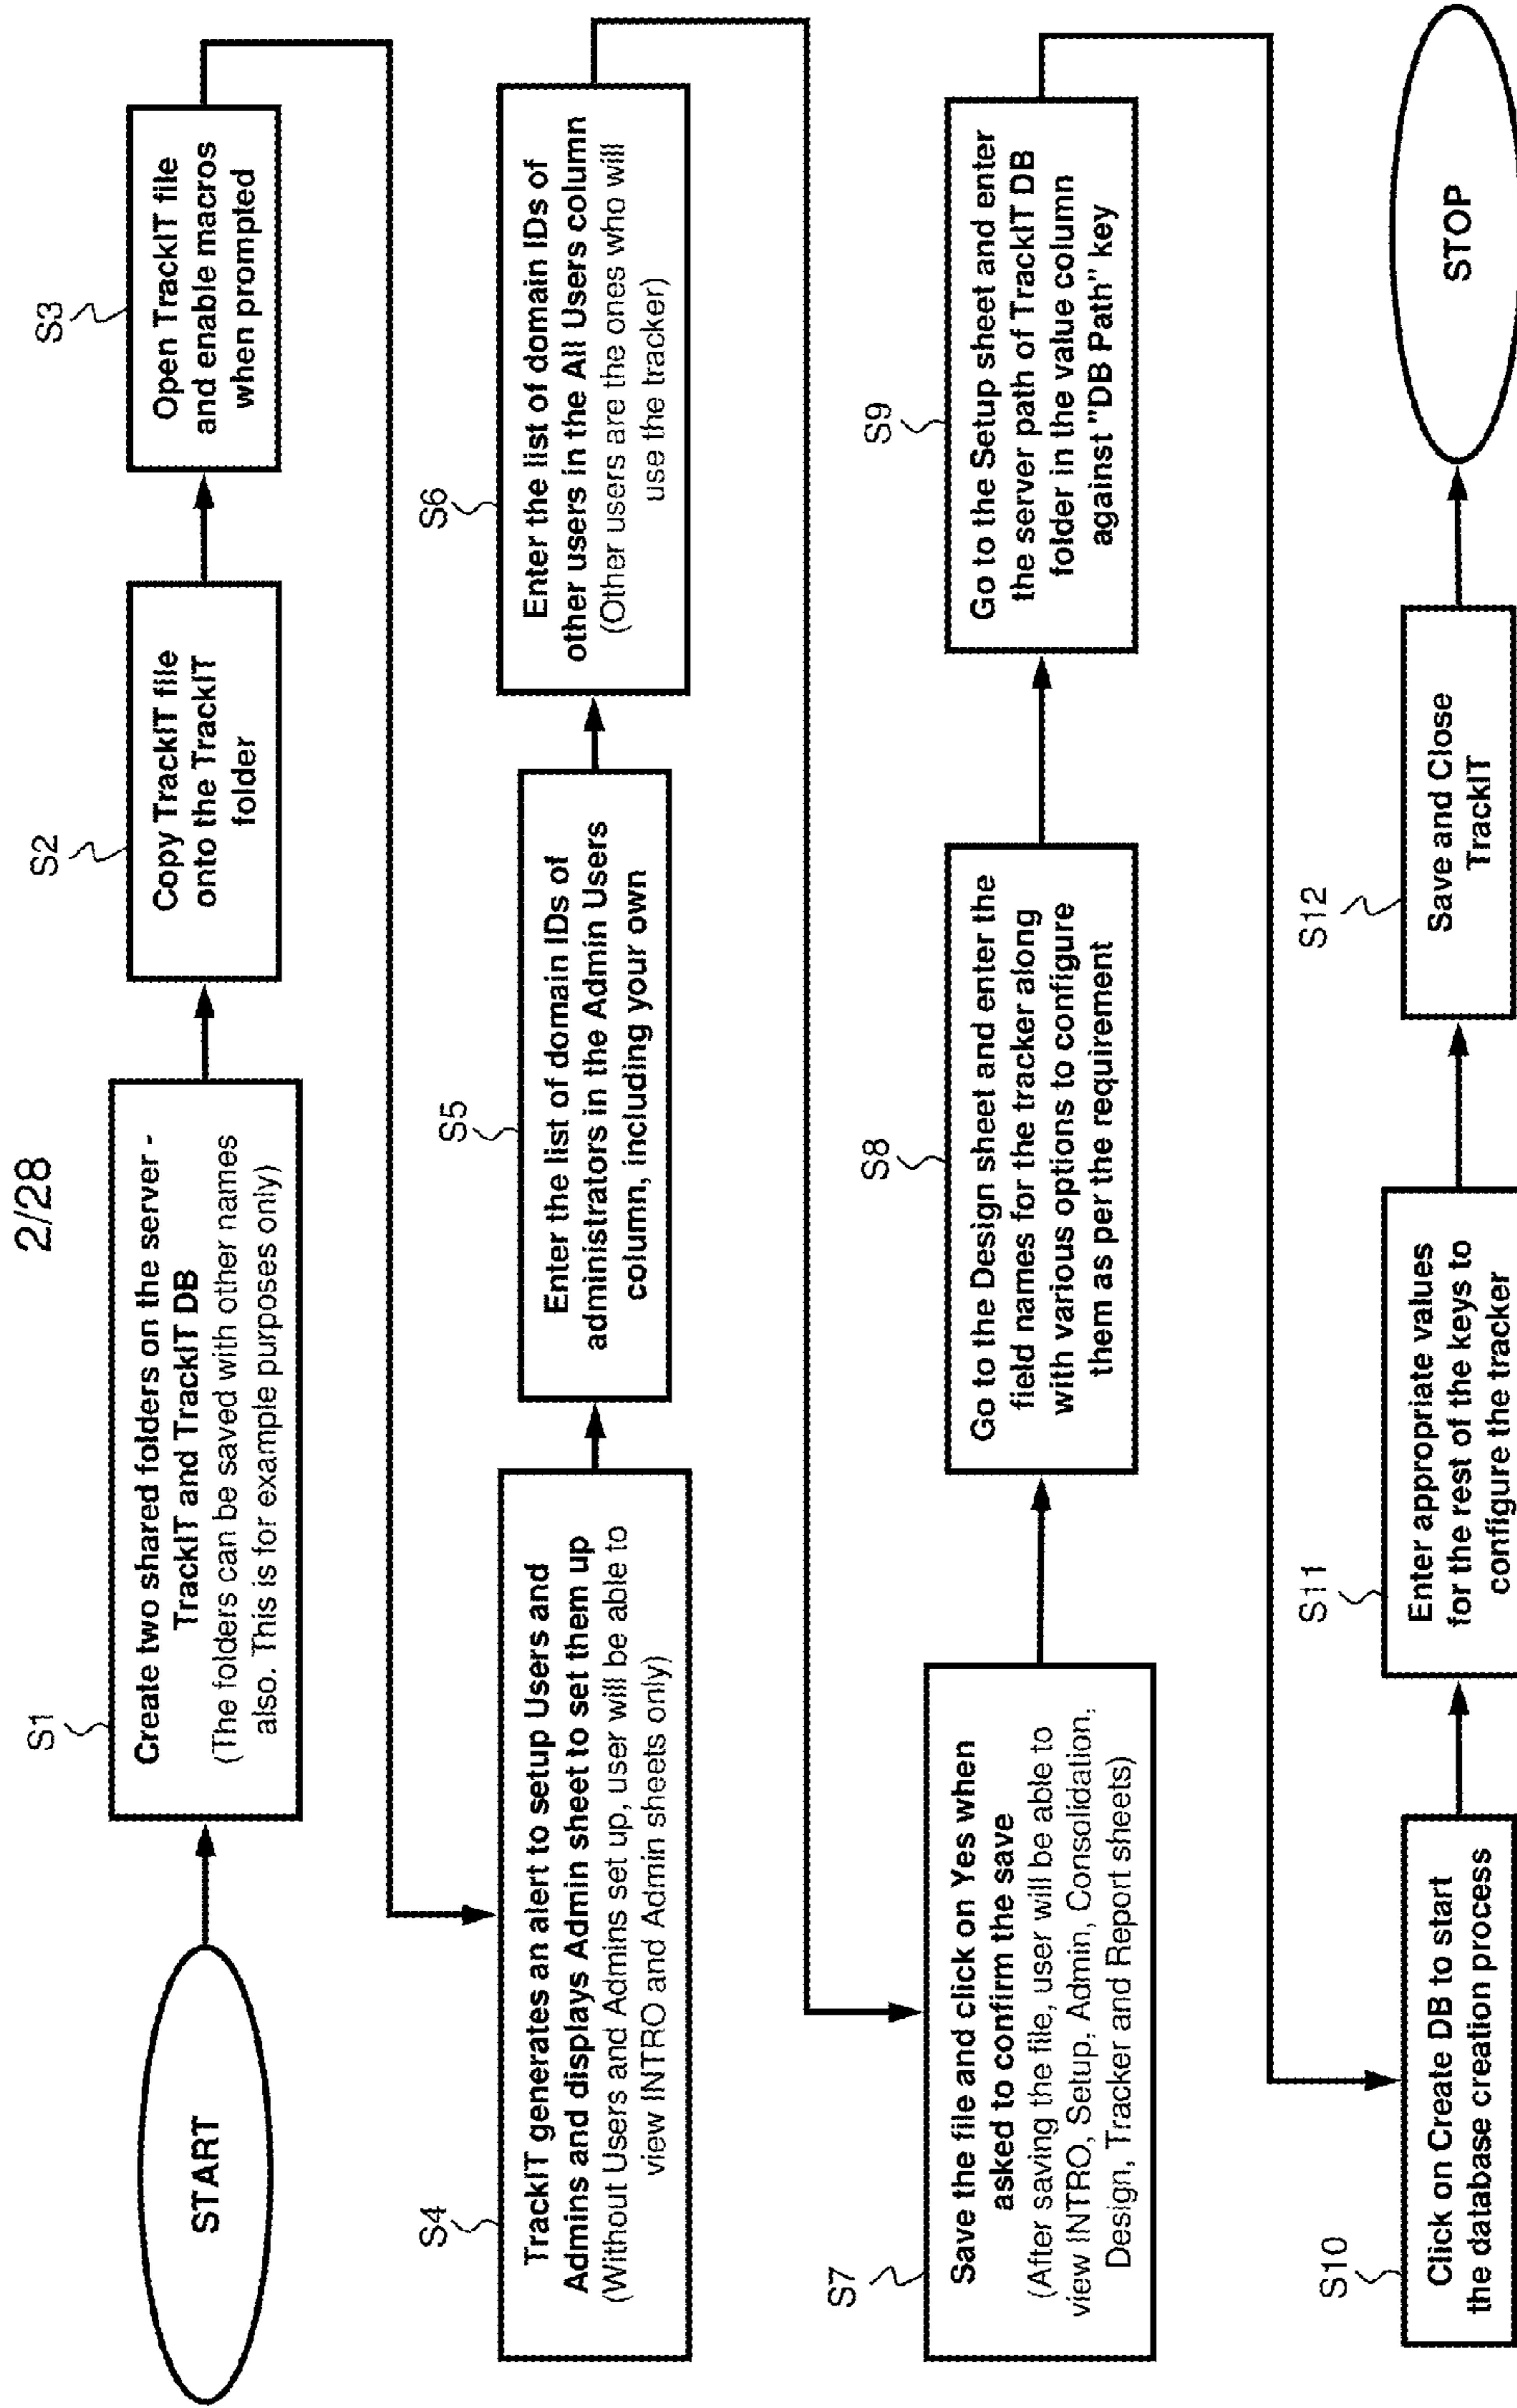 2/28
START
S1
Create two shared folders on the server -
TrackIT and TrackIT DB
(The folders can be saved with other names
also. This is for example purposes only)
S2
Copy TrackIT file
onto the TrackIT
folder
S3
Open TrackIT file
and enable macros
when prompted
S4
TrackIT generates an alert to setup Users and
Admins and displays Admin sheet to set them up
(Without Users and Admins set up, user will be able to
view INTRO and Admin sheets only)
S5
Enter the list of domain IDs of
administrators in the Admin Users
column, including your own
S6
Enter the list of domain IDs of
other users in the All Users column
(Other users are the ones who will
use the tracker)
S7
Save the file and click on Yes when
asked to confirm the save
(After saving the file, user will be able to
view INTRO, Setup, Admin, Consolidation,
Design, Tracker and Report sheets)
S8
Go to the Design sheet and enter the
field names for the tracker along
with various options to configure
them as per the requirement
S9
Go to the Setup sheet and enter
the server path of TrackIT DB
folder in the value column
against "DB Path" key
S10
Click on Create DB to start
the database creation process
S11
Enter appropriate values
for the rest of the keys to
configure the tracker
S12
Save and Close
TrackIT
STOP